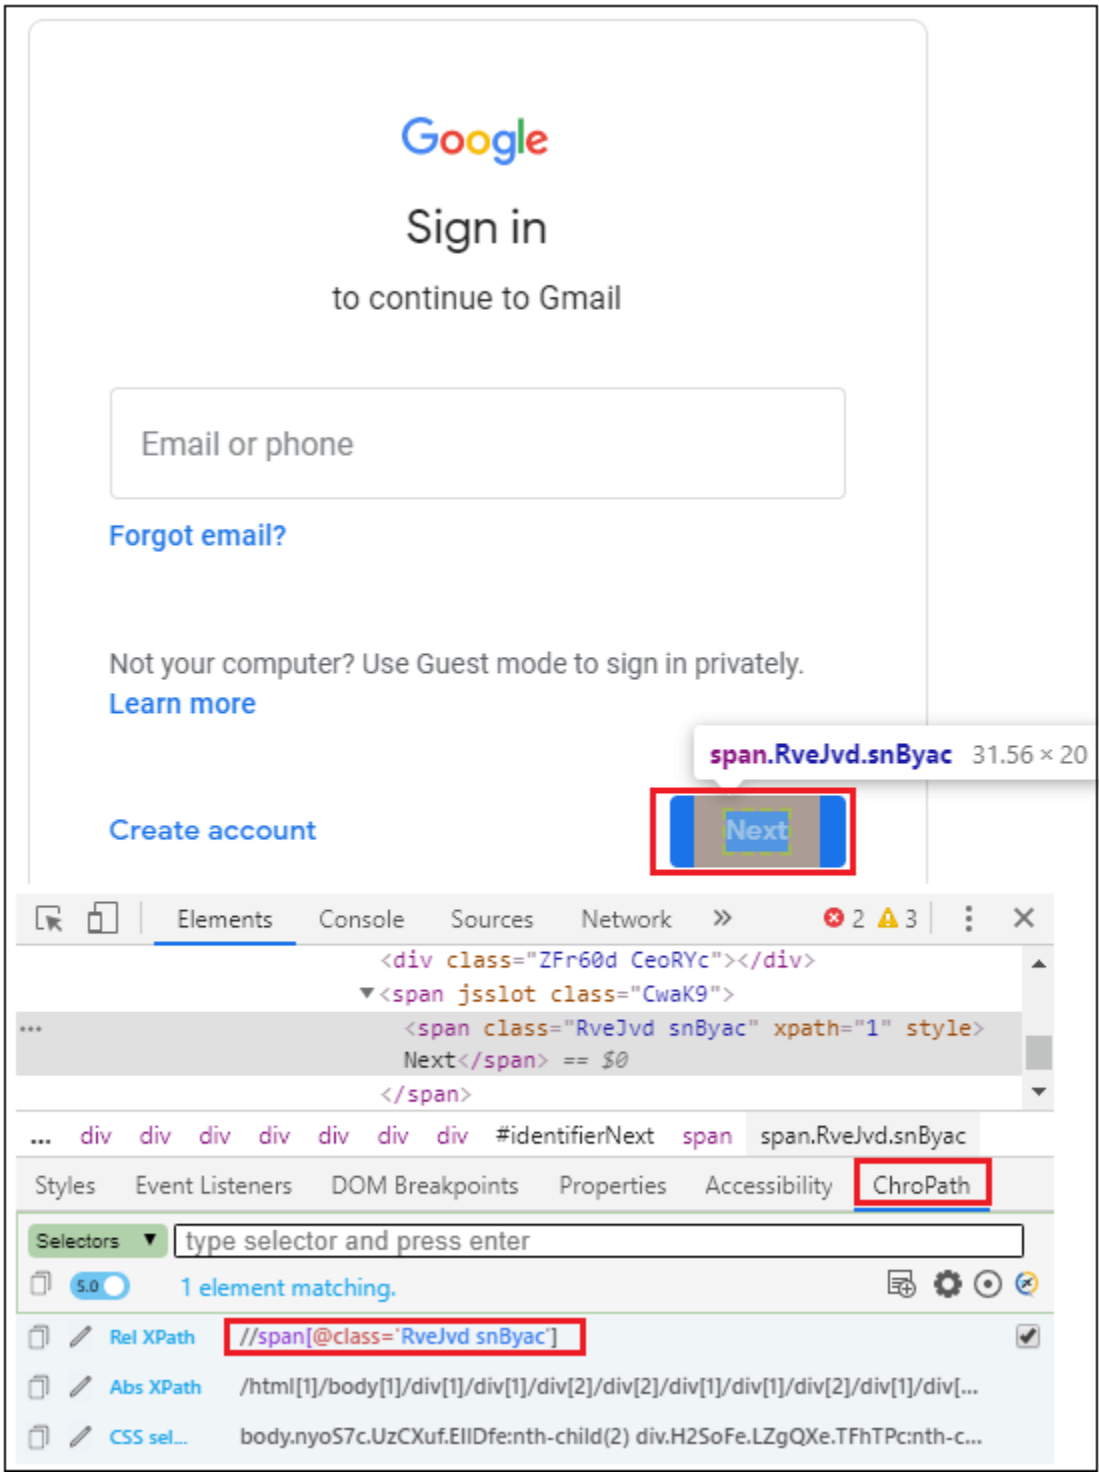 Google
Sign in
to continue to Gmail
Email or phone
Forgot email?
Not your computer? Use Guest mode to sign in privately.
Learn more
span.RveJvd.snByac 31.56 × 20
Create account
Next
Elements Console Sources Network » 2 3
<div class="ZFr60d CeoRYc"></div>
▼<span jsslot class="CwaK9">
... <span class="RveJvd snByac" xpath="1" style>
Next</span> == $0
</span>
... div div div div div div div #identifierNext span span.RveJvd.snByac
Styles Event Listeners DOM Breakpoints Properties Accessibility ChroPath
Selectors ▼ type selector and press enter
5.0 1 element matching.
Rel XPath //span[@class='RveJvd snByac']
Abs XPath /html[1]/body[1]/div[1]/div[1]/div[2]/div[2]/div[1]/div[1]/div[2]/div[1]/div[...
CSS sel... body.nyoS7c.UzCXuf.EIlDfe:nth-child(2) div.H2SoFe.LZgQXe.TFhTPc:nth-c...